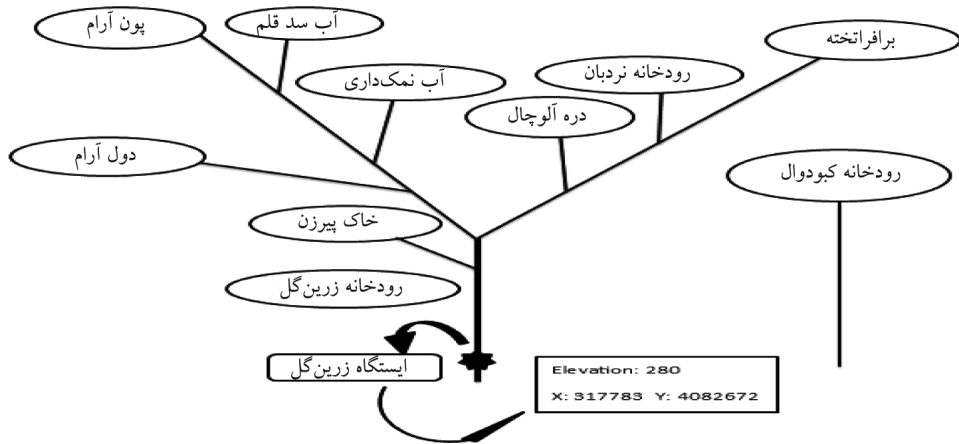 برافراتخته
آب سد قلم
پون آرام
رودخانه نردبان
آب نمک‌داری
دره آلوچال
دول آرام
رودخانه کبودوال
خاک پیرزن
رودخانه زرین‌گل
ایستگاه زرین‌گل
Elevation: 280
X: 317783 Y: 4082672